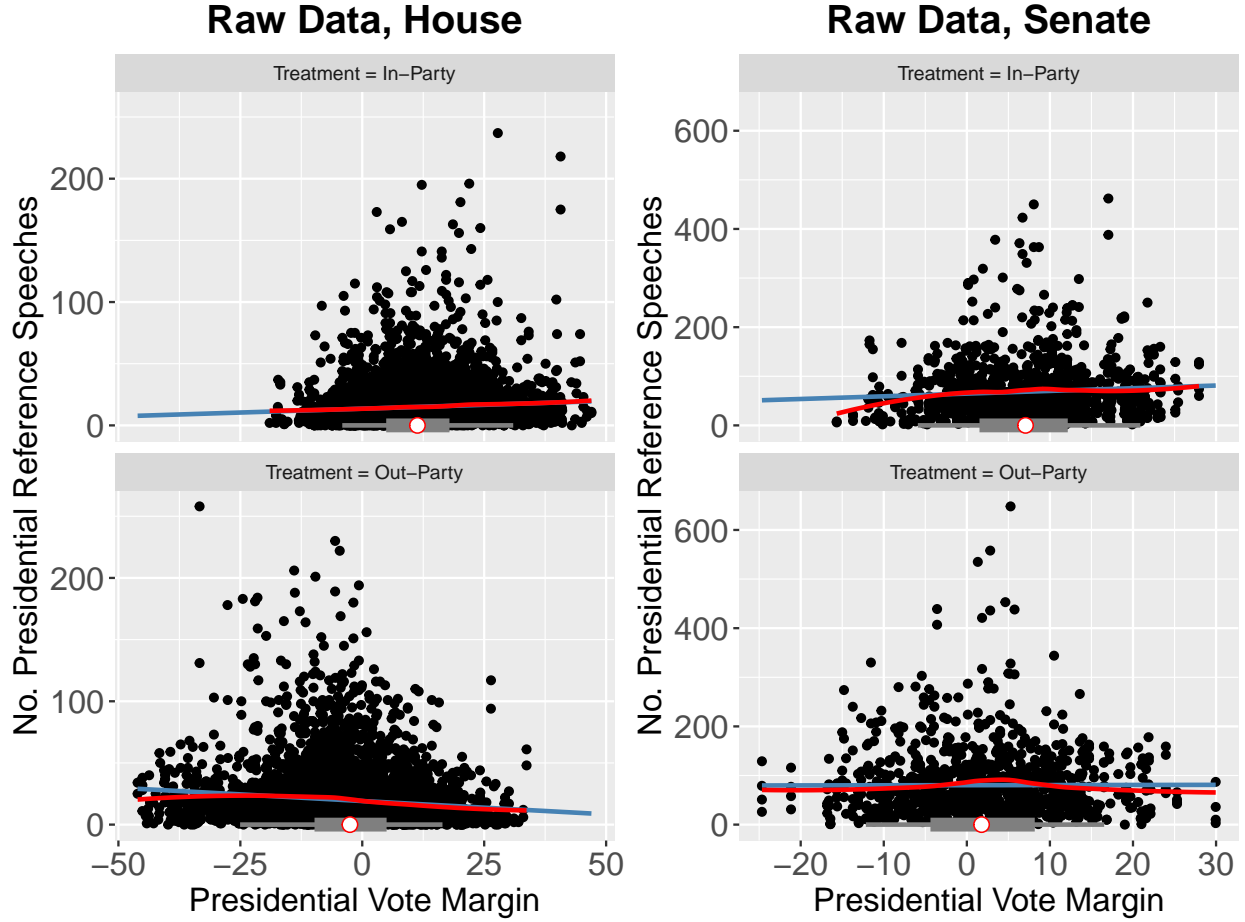 Raw Data, House
Treatment = In−Party
200
100
0
Treatment = Out−Party
200
100
0
−50 −25 0 25 50
Presidential Vote Margin
No. Presidential Reference Speeches
Raw Data, Senate
Treatment = In−Party
600
400
200
0
Treatment = Out−Party
600
400
200
0
−20 −10 0 10 20 30
Presidential Vote Margin
No. Presidential Reference Speeches